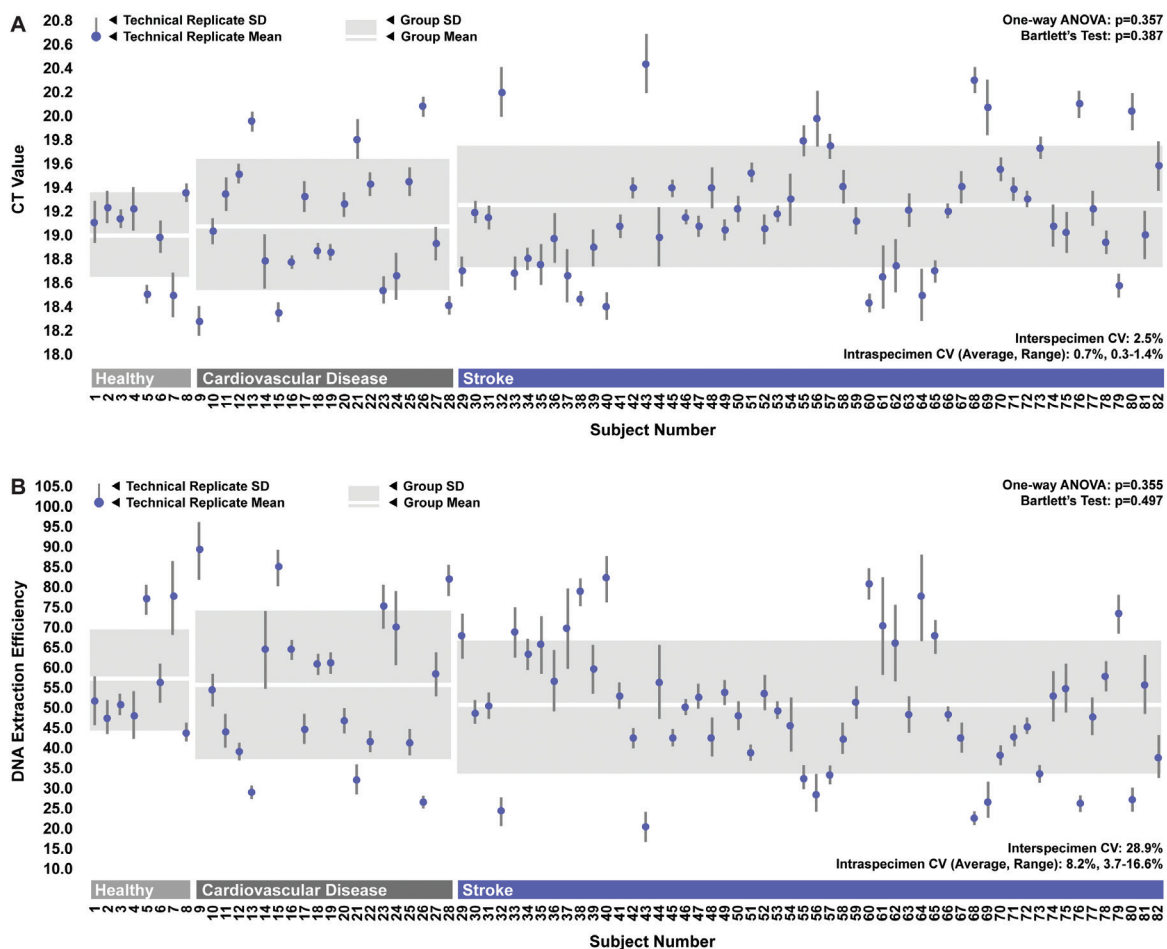 A
20.8
20.6
20.4
20.2
20.0
19.8
19.6
19.4
19.2
19.0
18.8
18.6
18.4
18.2
18.0
CT Value
Technical Replicate SD
Technical Replicate Mean
Group SD
Group Mean
One-way ANOVA: p=0.357
Bartlett's Test: p=0.387
Interspecimen CV: 2.5%
Intraspecimen CV (Average, Range): 0.7%, 0.3-1.4%
Healthy Cardiovascular Disease Stroke
1 2 3 4 5 6 7 8 9 10 11 12 13 14 15 16 17 18 19 20 21 22 23 24 25 26 27 28 29 30 31 32 33 34 35 36 37 38 39 40 41 42 43 44 45 46 47 48 49 50 51 52 53 54 55 56 57 58 59 60 61 62 63 64 65 66 67 68 69 70 71 72 73 74 75 76 77 78 79 80 81 82
Subject Number
B
105.0
100.0
95.0
90.0
85.0
80.0
75.0
70.0
65.0
60.0
55.0
50.0
45.0
40.0
35.0
30.0
25.0
20.0
15.0
10.0
DNA Extraction Efficiency
Technical Replicate SD
Technical Replicate Mean
Group SD
Group Mean
One-way ANOVA: p=0.355
Bartlett's Test: p=0.497
Interspecimen CV: 28.9%
Intraspecimen CV (Average, Range): 8.2%, 3.7-16.6%
Healthy Cardiovascular Disease Stroke
1 2 3 4 5 6 7 8 9 10 11 12 13 14 15 16 17 18 19 20 21 22 23 24 25 26 27 28 29 30 31 32 33 34 35 36 37 38 39 40 41 42 43 44 45 46 47 48 49 50 51 52 53 54 55 56 57 58 59 60 61 62 63 64 65 66 67 68 69 70 71 72 73 74 75 76 77 78 79 80 81 82
Subject Number